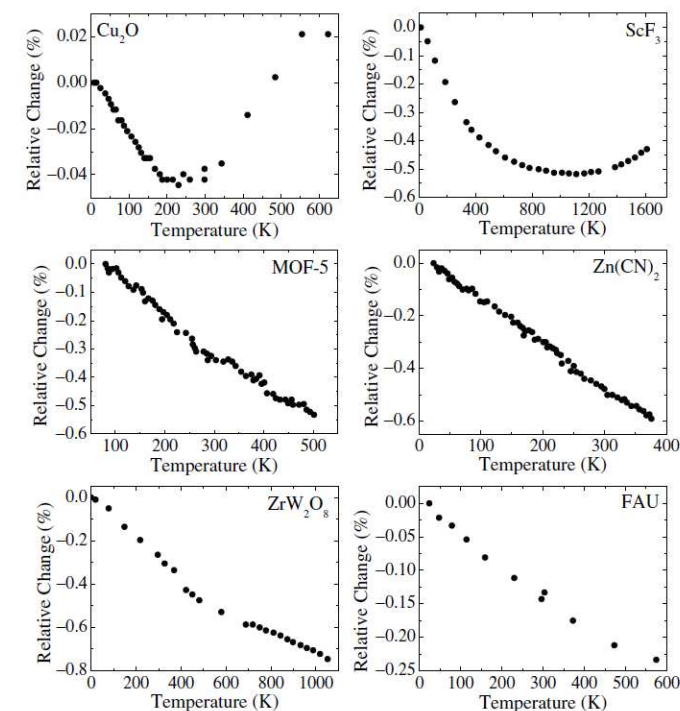 Cu₂O
Relative Change (%)
0.02
0.00
−0.02
−0.04
0 100 200 300 400 500 600
Temperature (K)
ScF₃
Relative Change (%)
0.0
−0.1
−0.2
−0.3
−0.4
−0.5
−0.6
0 400 800 1200 1600
Temperature (K)
MOF-5
Relative Change (%)
0.0
−0.1
−0.2
−0.3
−0.4
−0.5
−0.6
100 200 300 400 500
Temperature (K)
Zn(CN)₂
Relative Change (%)
0.0
−0.2
−0.4
−0.6
0 100 200 300 400
Temperature (K)
ZrW₂O₈
Relative Change (%)
0.0
−0.2
−0.4
−0.6
−0.8
0 200 400 600 800 1000
Temperature (K)
FAU
Relative Change (%)
0.00
−0.05
−0.10
−0.15
−0.20
−0.25
0 100 200 300 400 500 600
Temperature (K)